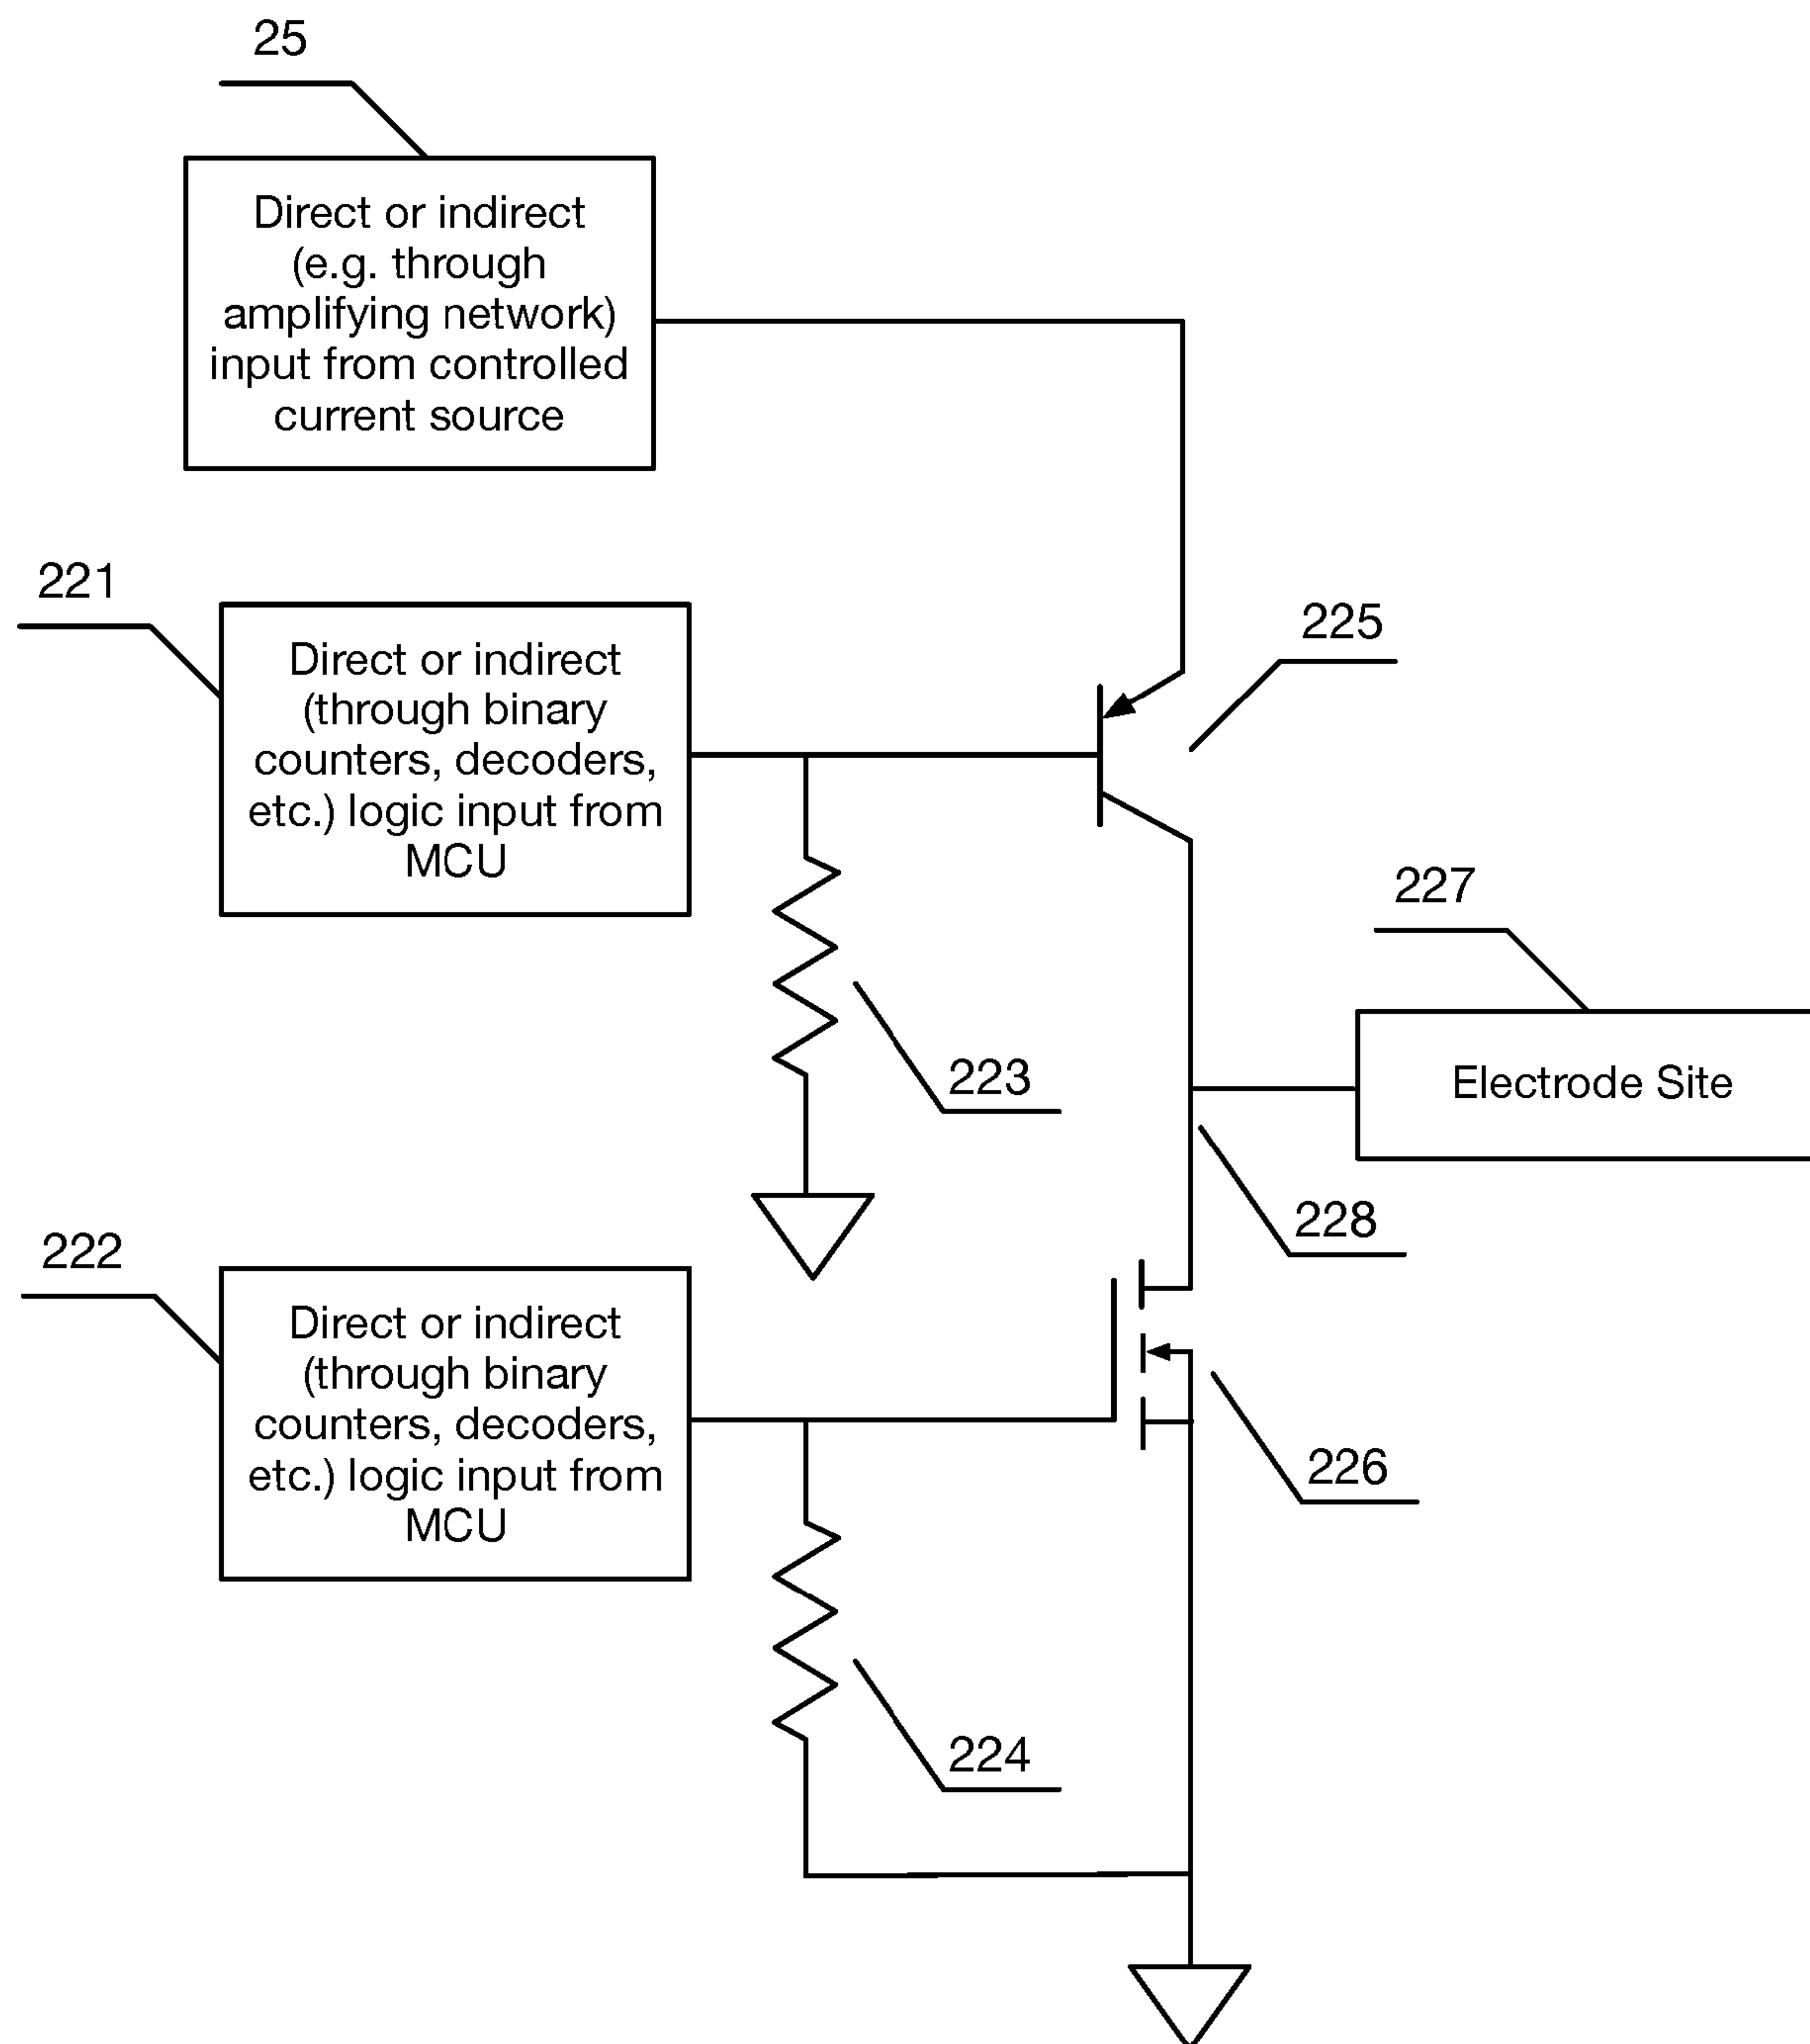 25
Direct or indirect
(e.g. through
amplifying network)
input from controlled
current source
221
Direct or indirect
(through binary
counters, decoders,
etc.) logic input from
MCU
225
227
Electrode Site
223
228
222
Direct or indirect
(through binary
counters, decoders,
etc.) logic input from
MCU
226
224